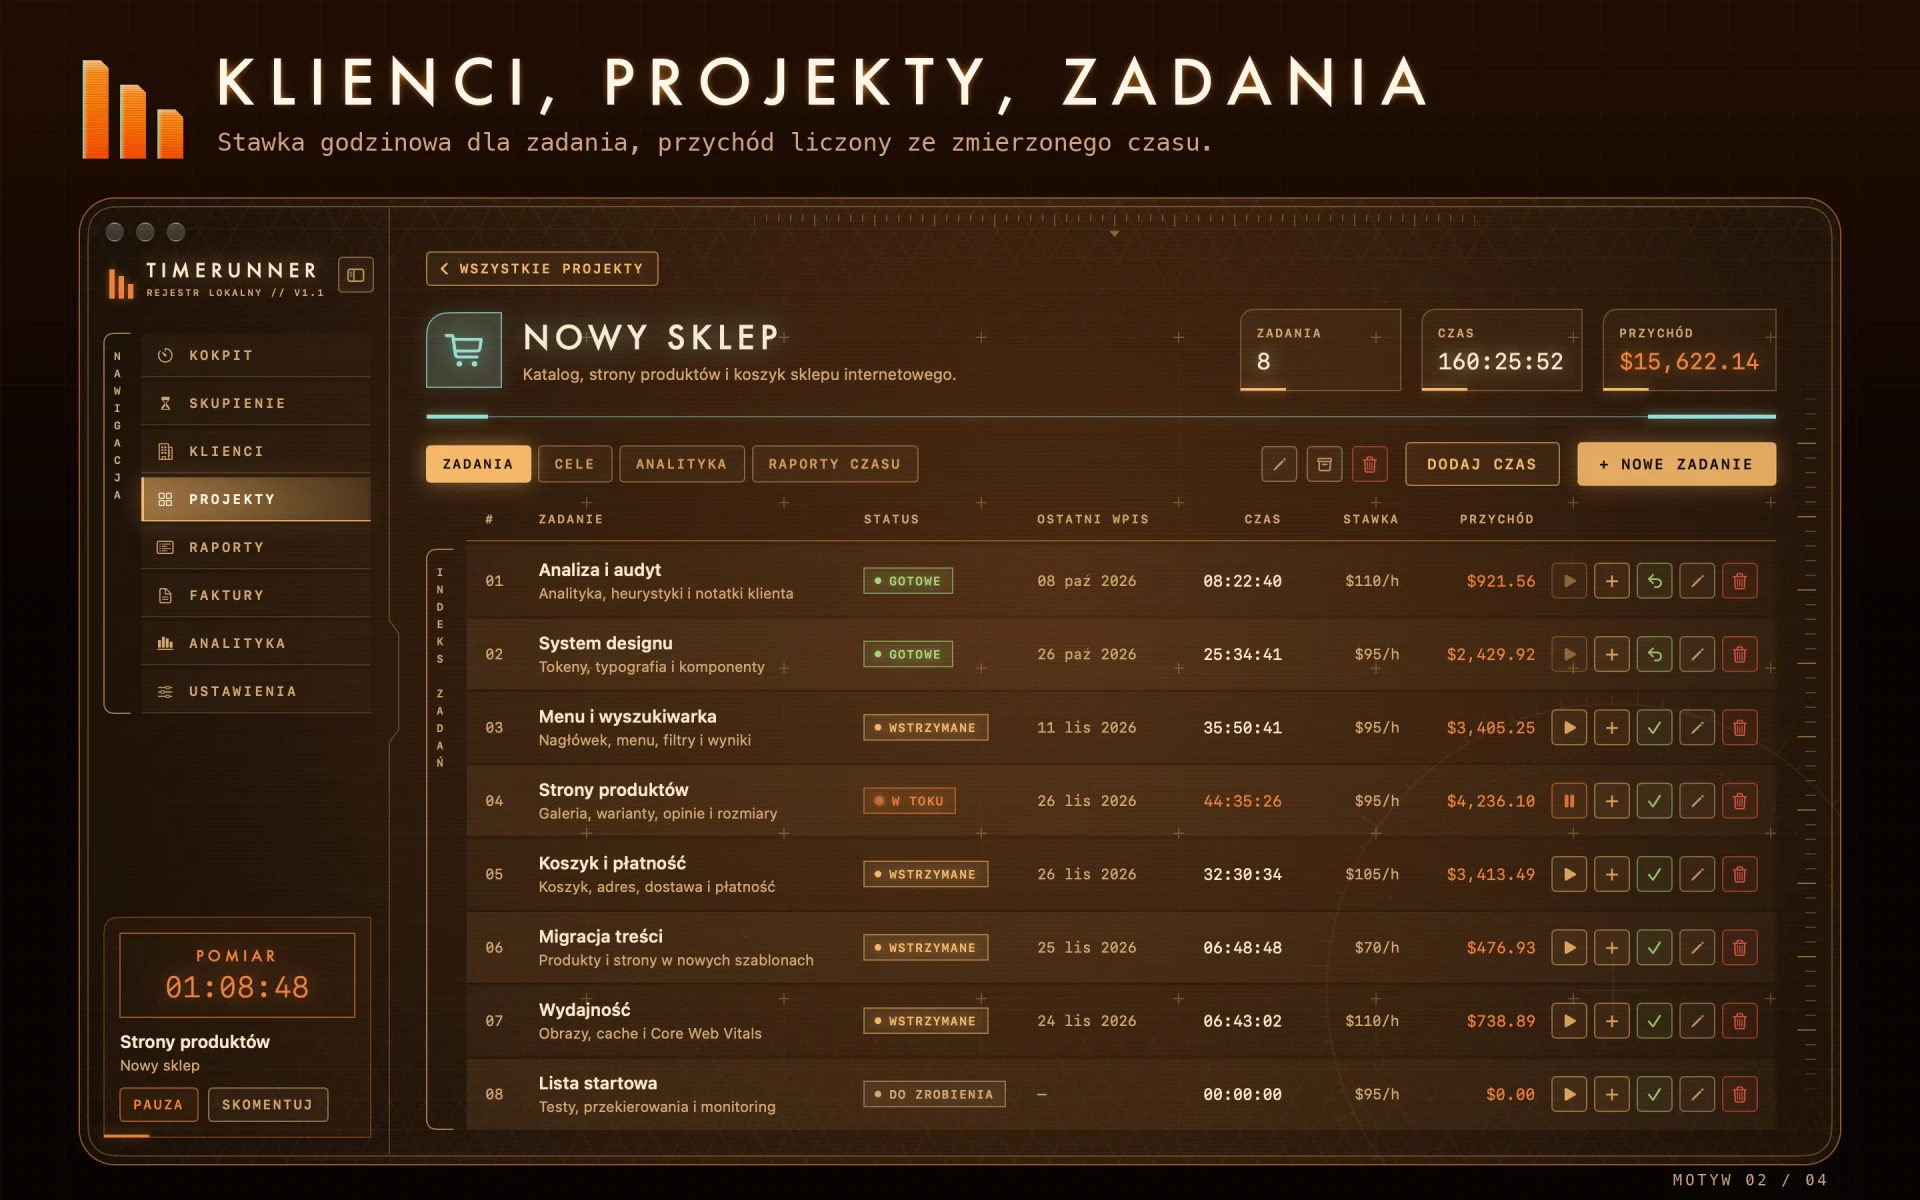 KLIENCI, PROJEKTY, ZADANIA
Stawka godzinowa dla zadania, przychód liczony ze zmierzonego czasu.
TIMERUNNER
REJESTR LOKALNY // V1.1
NAWIGACJA
KOKPIT
SKUPIENIE
KLIENCI
PROJEKTY
RAPORTY
FAKTURY
ANALITYKA
USTAWIENIA
POMIAR
01:08:48
Strony produktów
Nowy sklep
PAUZA SKOMENTUJ
WSZYSTKIE PROJEKTY
NOWY SKLEP
Katalog, strony produktów i koszyk sklepu internetowego.
ZADANIA
8
CZAS
160:25:52
PRZYCHÓD
$15,622.14
ZADANIA CELE ANALITYKA RAPORTY CZASU DODAJ CZAS + NOWE ZADANIE
# ZADANIE STATUS OSTATNI WPIS CZAS STAWKA PRZYCHÓD
INDEKS ZADAŃ
01 Analiza i audyt GOTOWE 08 paź 2026 08:22:40 $110/h $921.56
Analityka, heurystyki i notatki klienta
02 System designu GOTOWE 26 paź 2026 25:34:41 $95/h $2,429.92
Tokeny, typografia i komponenty
03 Menu i wyszukiwarka WSTRZYMANE 11 lis 2026 35:50:41 $95/h $3,405.25
Nagłówek, menu, filtry i wyniki
04 Strony produktów W TOKU 26 lis 2026 44:35:26 $95/h $4,236.10
Galeria, warianty, opinie i rozmiary
05 Koszyk i płatność WSTRZYMANE 26 lis 2026 32:30:34 $105/h $3,413.49
Koszyk, adres, dostawa i płatność
06 Migracja treści WSTRZYMANE 25 lis 2026 06:48:48 $70/h $476.93
Produkty i strony w nowych szablonach
07 Wydajność WSTRZYMANE 24 lis 2026 06:43:02 $110/h $738.89
Obrazy, cache i Core Web Vitals
08 Lista startowa DO ZROBIENIA — 00:00:00 $95/h $0.00
Testy, przekierowania i monitoring
MOTYW 02 / 04